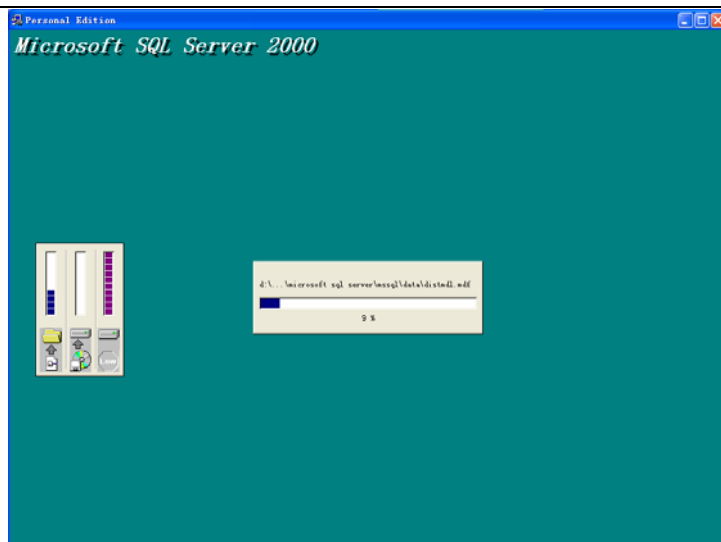 Personal Edition
Microsoft SQL Server 2000
d:\...\microsoft sql server\mssql\data\distmdl.mdf
9 %